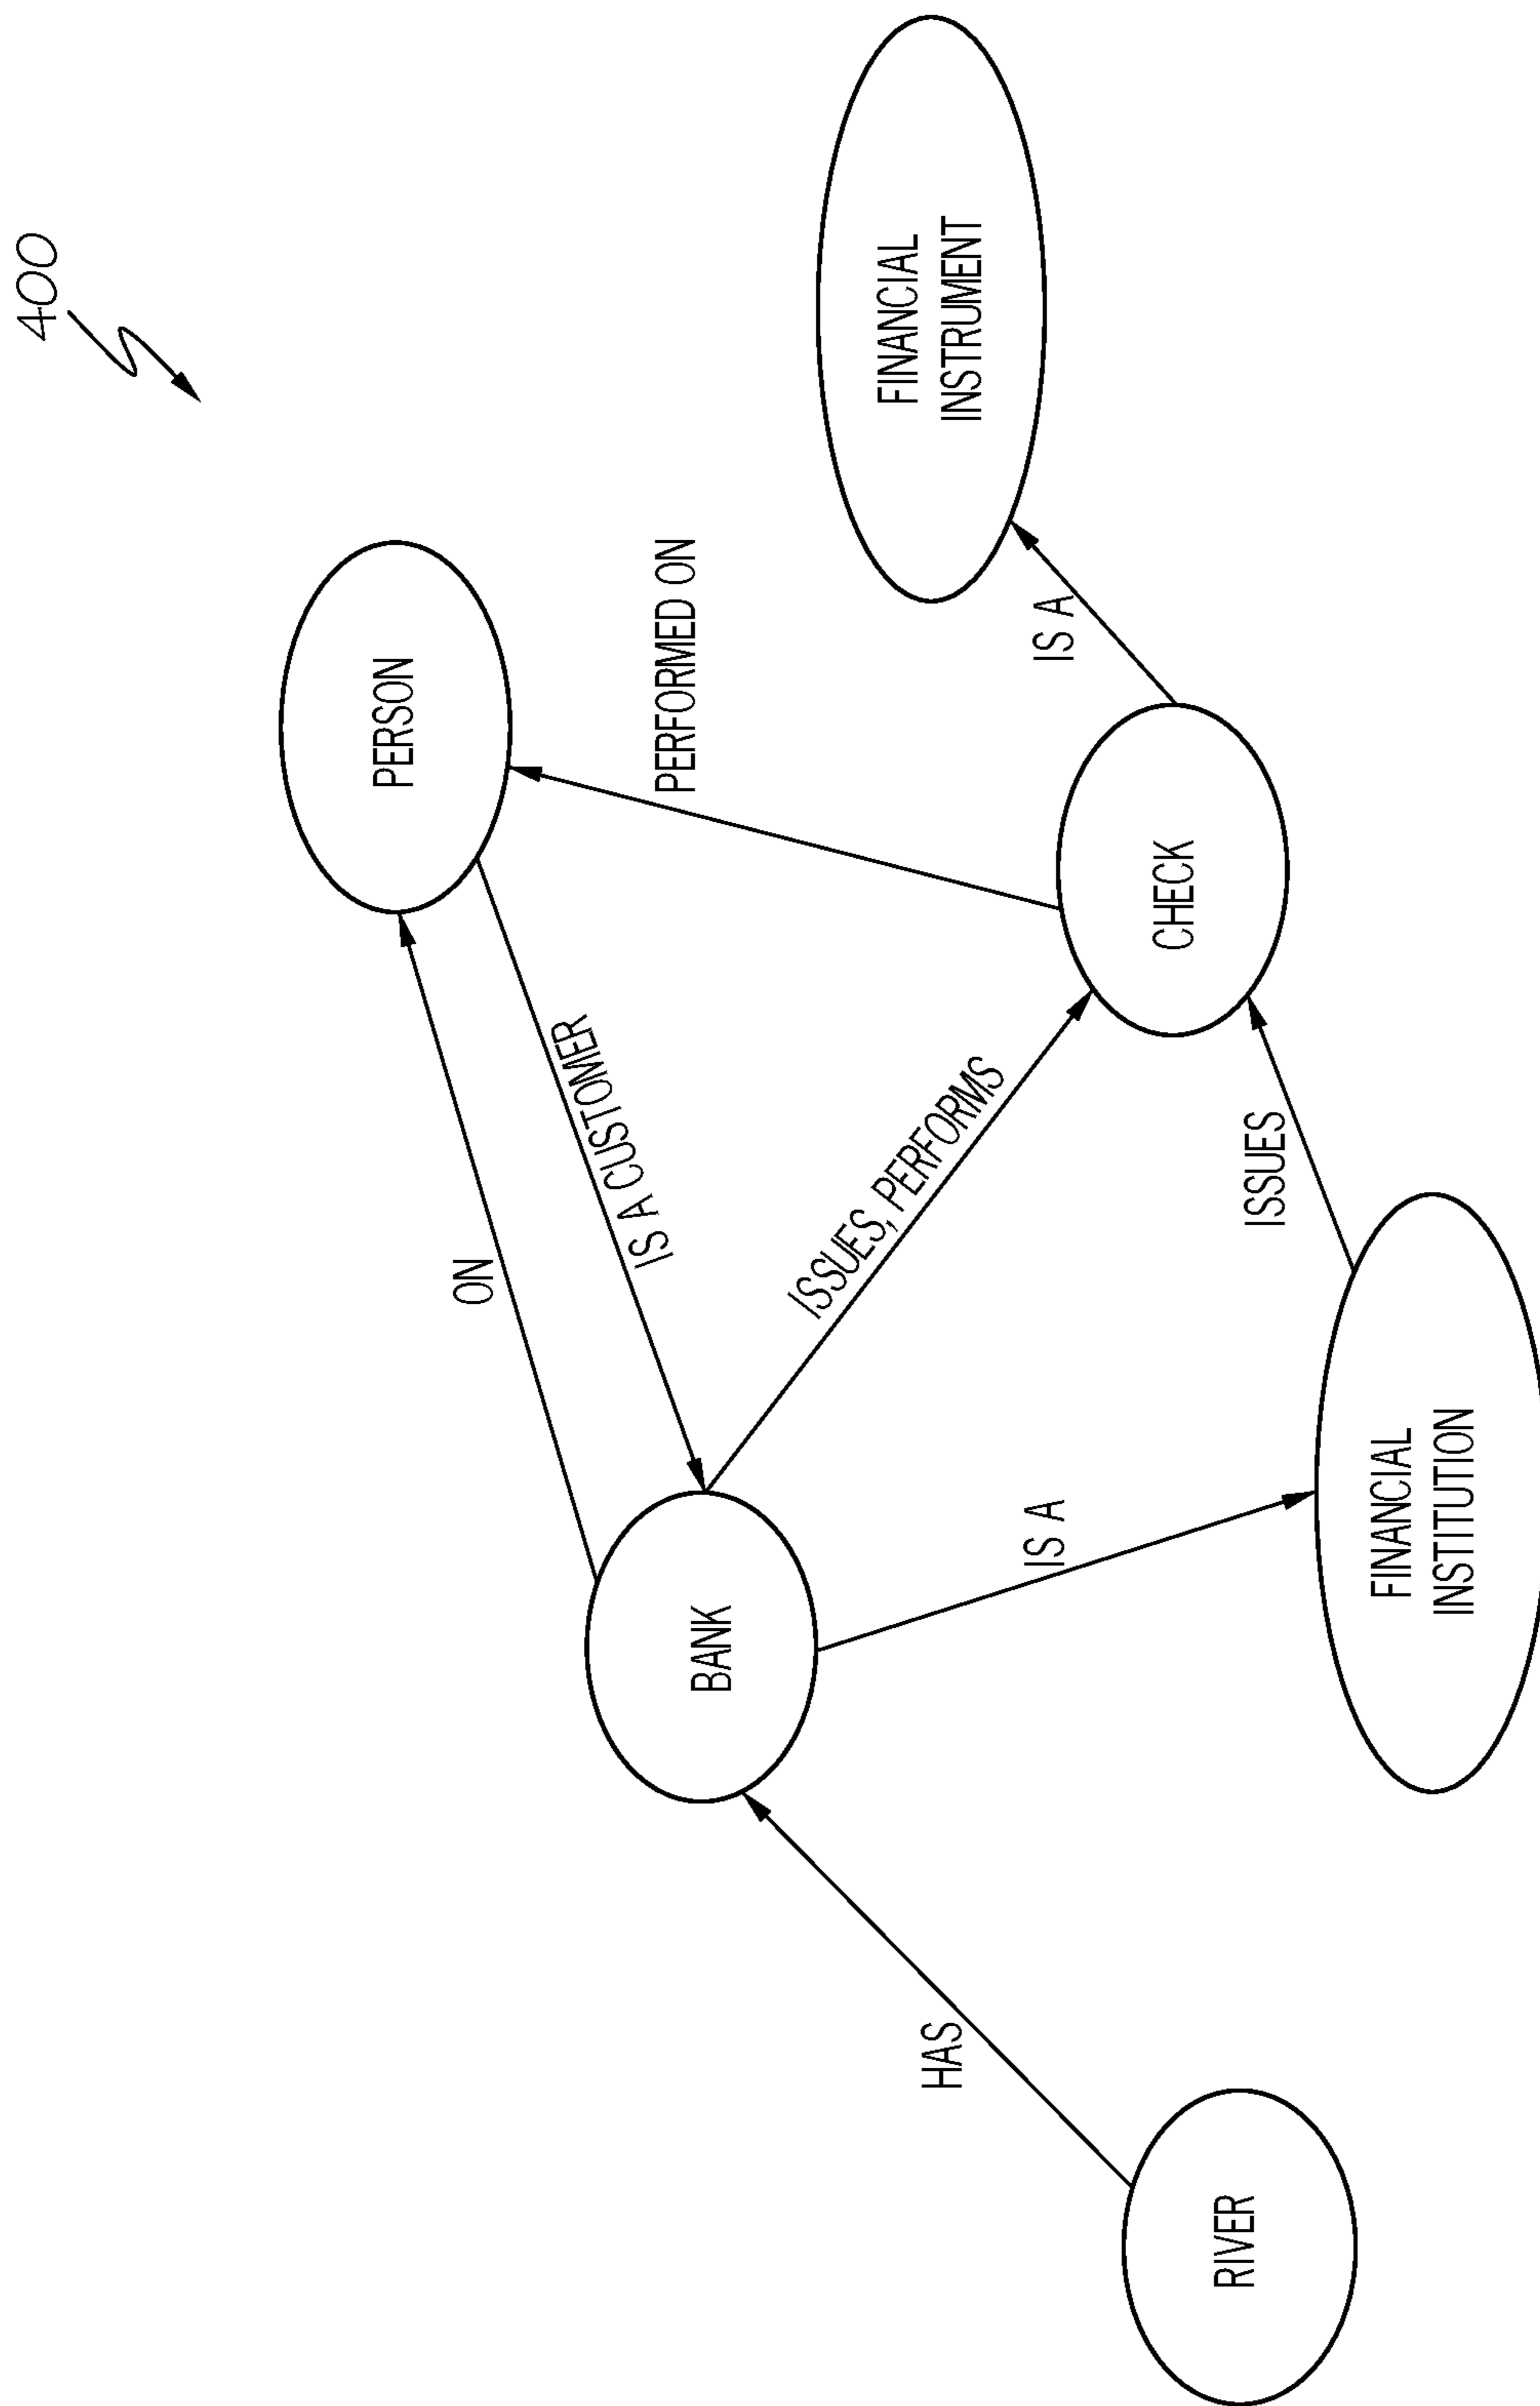 400
PERSON
ON
IS A CUSTOMER
PERFORMED ON
BANK
ISSUES, PERFORMS
FINANCIAL
INSTRUMENT
HAS
IS A
IS A
CHECK
RIVER
ISSUES
FINANCIAL
INSTITUTION